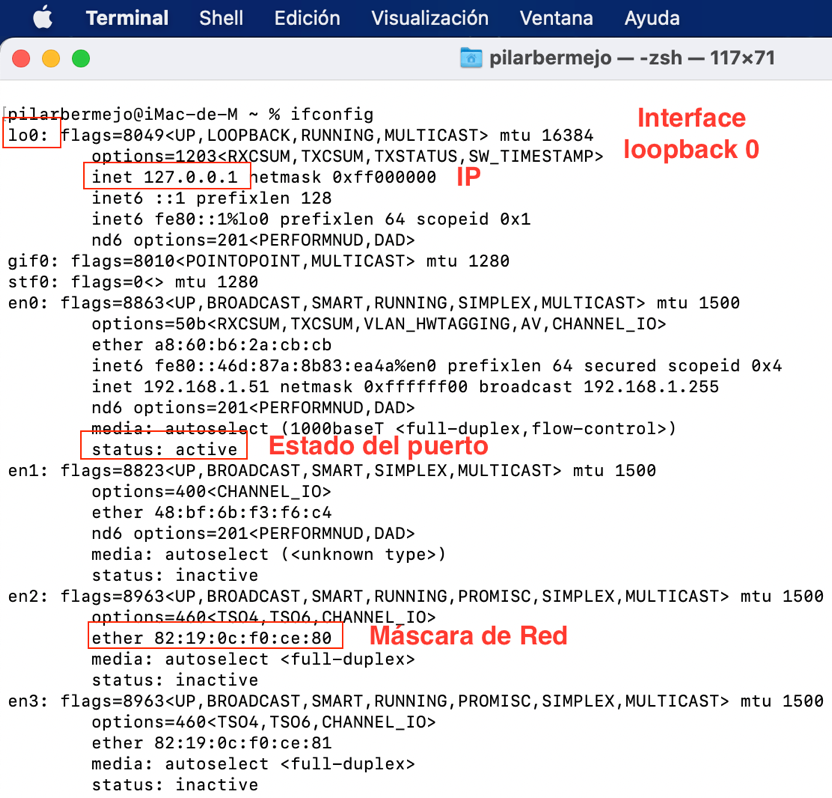 Terminal Shell Edición Visualización Ventana Ayuda
pilarbermejo — -zsh — 117×71
[pilarbermejo@iMac-de-M ~ % ifconfig
lo0: flags=8049<UP,LOOPBACK,RUNNING,MULTICAST> mtu 16384
Interface
loopback 0
options=1203<RXCSUM,TXCSUM,TXSTATUS,SW_TIMESTAMP>
inet 127.0.0.1 netmask 0xff000000 IP
inet6 ::1 prefixlen 128
inet6 fe80::1%lo0 prefixlen 64 scopeid 0x1
nd6 options=201<PERFORMNUD,DAD>
gif0: flags=8010<POINTOPOINT,MULTICAST> mtu 1280
stf0: flags=0<> mtu 1280
en0: flags=8863<UP,BROADCAST,SMART,RUNNING,SIMPLEX,MULTICAST> mtu 1500
options=50b<RXCSUM,TXCSUM,VLAN_HWTAGGING,AV,CHANNEL_IO>
ether a8:60:b6:2a:cb:cb
inet6 fe80::46d:87a:8b83:ea4a%en0 prefixlen 64 secured scopeid 0x4
inet 192.168.1.51 netmask 0xffffff00 broadcast 192.168.1.255
nd6 options=201<PERFORMNUD,DAD>
media: autoselect (1000baseT <full-duplex,flow-control>)
status: active Estado del puerto
en1: flags=8823<UP,BROADCAST,SMART,SIMPLEX,MULTICAST> mtu 1500
options=400<CHANNEL_IO>
ether 48:bf:6b:f3:f6:c4
nd6 options=201<PERFORMNUD,DAD>
media: autoselect (<unknown type>)
status: inactive
en2: flags=8963<UP,BROADCAST,SMART,RUNNING,PROMISC,SIMPLEX,MULTICAST> mtu 1500
options=460<TSO4,TSO6,CHANNEL_IO>
ether 82:19:0c:f0:ce:80 Máscara de Red
media: autoselect <full-duplex>
status: inactive
en3: flags=8963<UP,BROADCAST,SMART,RUNNING,PROMISC,SIMPLEX,MULTICAST> mtu 1500
options=460<TSO4,TSO6,CHANNEL_IO>
ether 82:19:0c:f0:ce:81
media: autoselect <full-duplex>
status: inactive